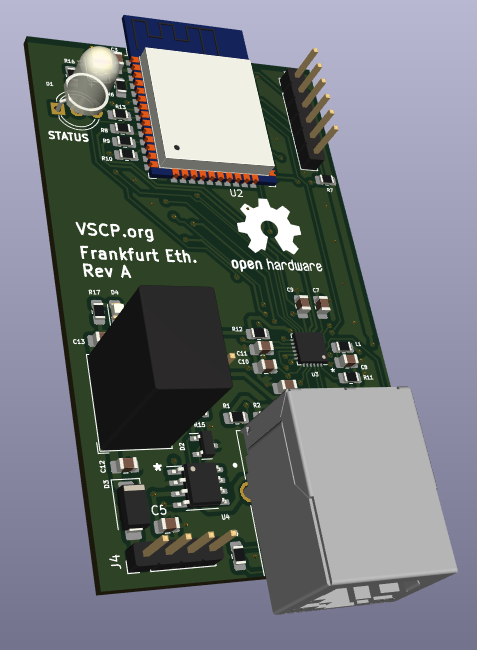 R16
D1
STATUS
R13
R8
R9
R10
U2
R7
VSCP.org
Frankfurt Eth.
Rev A
open hardware
R17 D4
C9 C7
C13
R12
C11
C10
L1
C8
R11
U3
*
R1 R2
R15
D2
C12
*
D3
C5
U4
J4